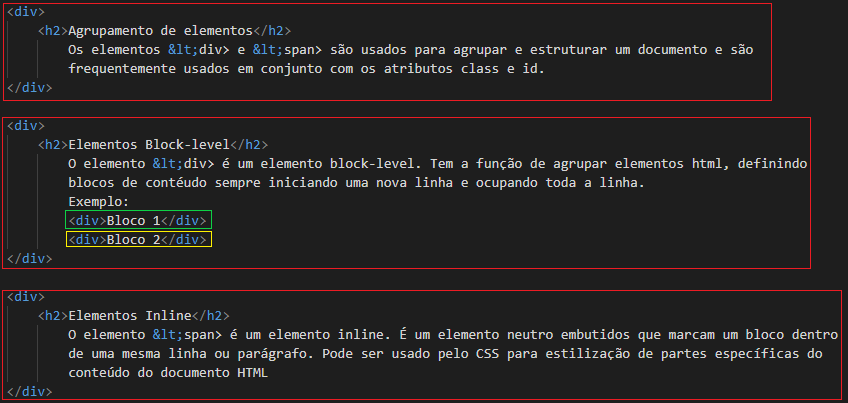 <div>
<h2>Agrupamento de elementos</h2>
Os elementos &lt;div> e &lt;span> são usados para agrupar e estruturar um documento e são
frequentemente usados em conjunto com os atributos class e id.
</div>
<div>
<h2>Elementos Block-level</h2>
O elemento &lt;div> é um elemento block-level. Tem a função de agrupar elementos html, definindo
blocos de contéudo sempre iniciando uma nova linha e ocupando toda a linha.
Exemplo:
<div>Bloco 1</div>
<div>Bloco 2</div>
</div>
<div>
<h2>Elementos Inline</h2>
O elemento &lt;span> é um elemento inline. É um elemento neutro embutidos que marcam um bloco dentro
de uma mesma linha ou parágrafo. Pode ser usado pelo CSS para estilização de partes específicas do
conteúdo do documento HTML
</div>